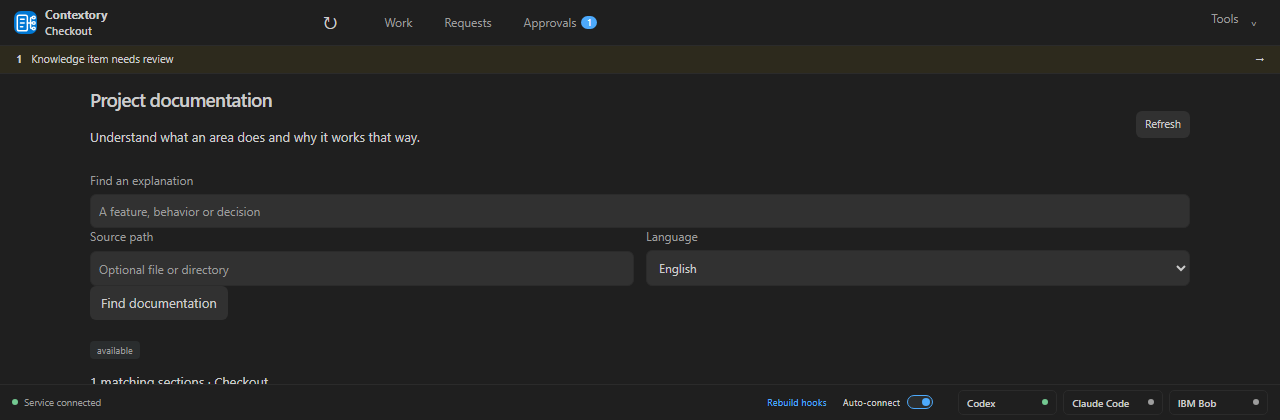 Contextory
Checkout
Work
Requests
Approvals 1
Tools
1 Knowledge item needs review →
Project documentation
Understand what an area does and why it works that way.
Refresh
Find an explanation
A feature, behavior or decision
Source path
Language
Optional file or directory
English
Find documentation
available
1 matching sections · Checkout
Service connected
Rebuild hooks
Auto-connect
Codex
Claude Code
IBM Bob